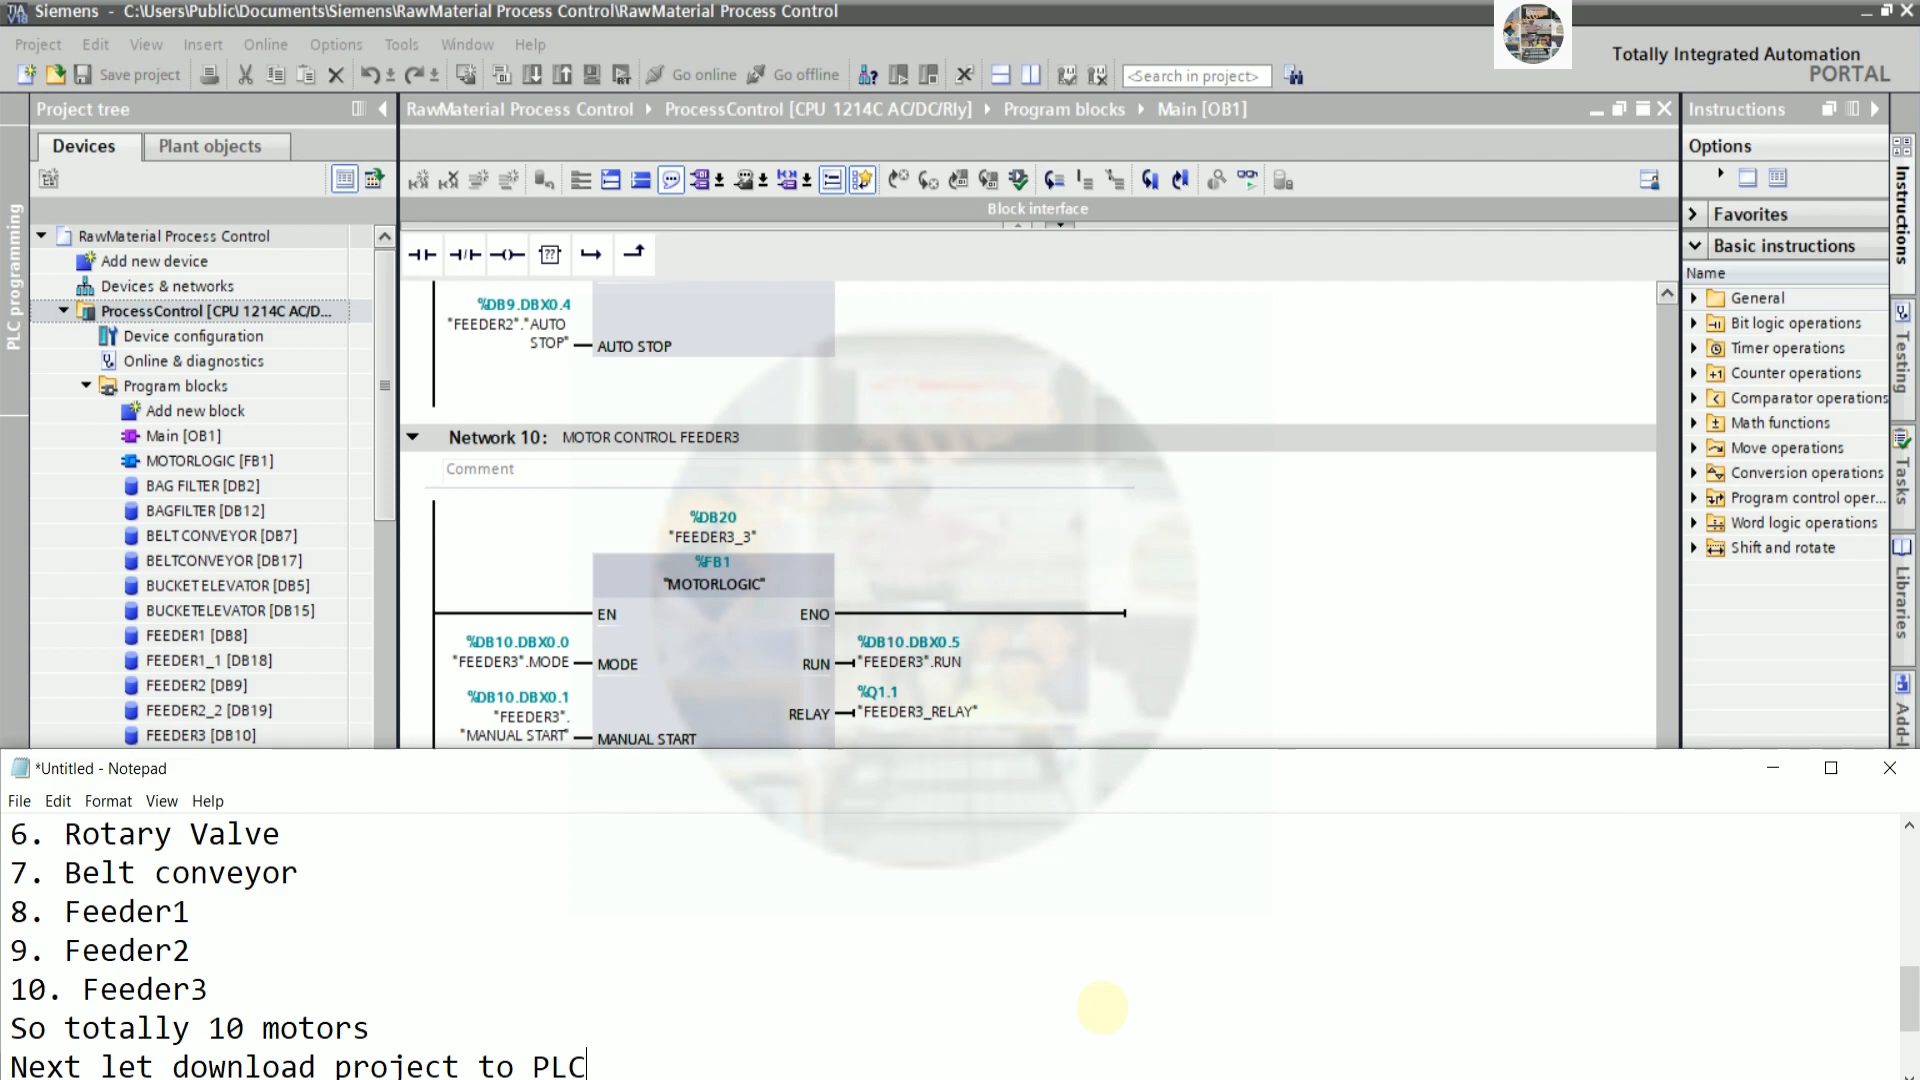 Siemens - C:\Users\Public\Documents\Siemens\RawMaterial Process Control\RawMaterial Process Control
Project Edit View Insert Online Options Tools Window Help
Totally Integrated Automation
PORTAL
Save project
Go online
Go offline
<Search in project>
Project tree
RawMaterial Process Control
ProcessControl [CPU 1214C AC/DC/Rly]
Program blocks
Main [OB1]
Instructions
Devices
Plant objects
Options
Block interface
PLC programming
RawMaterial Process Control
Add new device
Devices & networks
ProcessControl [CPU 1214C AC/D...
Device configuration
Online & diagnostics
Program blocks
Add new block
Main [OB1]
MOTORLOGIC [FB1]
BAG FILTER [DB2]
BAGFILTER [DB12]
BELT CONVEYOR [DB7]
BELTCONVEYOR [DB17]
BUCKET ELEVATOR [DB5]
BUCKETELEVATOR [DB15]
FEEDER1 [DB8]
FEEDER1_1 [DB18]
FEEDER2 [DB9]
FEEDER2_2 [DB19]
FEEDER3 [DB10]
%DB9.DBX0.4
"FEEDER2"."AUTO
STOP"
AUTO STOP
Network 10:
MOTOR CONTROL FEEDER3
Comment
%DB20
"FEEDER3_3"
%FB1
"MOTORLOGIC"
EN
ENO
%DB10.DBX0.0
"FEEDER3".MODE
MODE
RUN
%DB10.DBX0.5
"FEEDER3".RUN
%DB10.DBX0.1
"FEEDER3".
"MANUAL START"
MANUAL START
RELAY
%Q1.1
"FEEDER3_RELAY"
Favorites
Basic instructions
Name
General
Bit logic operations
Timer operations
Counter operations
Comparator operations
Math functions
Move operations
Conversion operations
Program control oper...
Word logic operations
Shift and rotate
Instructions
Testing
Tasks
Libraries
Add-I
*Untitled - Notepad
File Edit Format View Help
6. Rotary Valve
7. Belt conveyor
8. Feeder1
9. Feeder2
10. Feeder3
So totally 10 motors
Next let download project to PLC